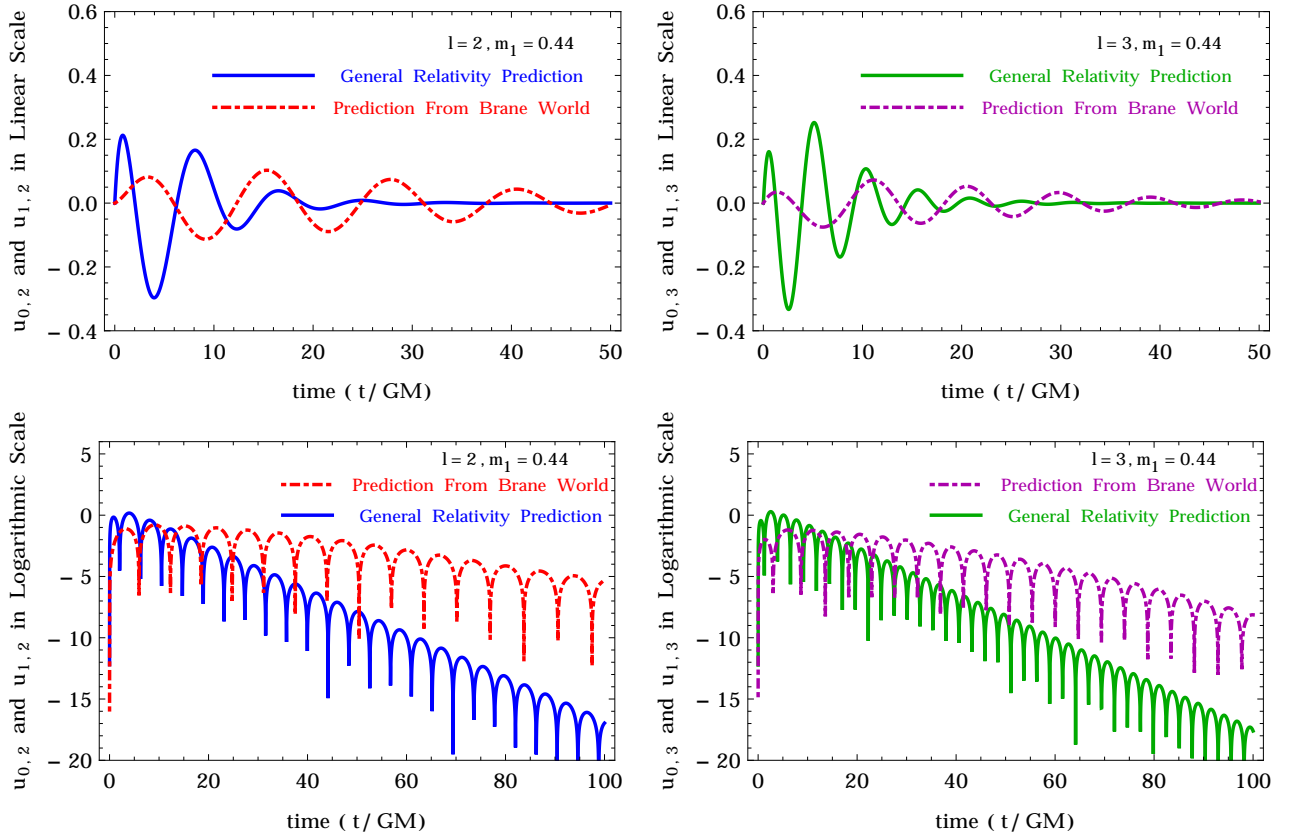 u0, 2 and u1, 2 in Linear Scale
0.6
0.4
0.2
0.0
− 0.2
− 0.4
l = 2 , m1 = 0.44
General Relativity Prediction
Prediction From Brane World
0 10 20 30 40 50
time ( t/ GM)
u0, 3 and u1, 3 in Linear Scale
0.6
0.4
0.2
0.0
− 0.2
− 0.4
l = 3 , m1 = 0.44
General Relativity Prediction
Prediction From Brane World
0 10 20 30 40 50
time ( t/ GM)
u0, 2 and u1, 2 in Logarithmic Scale
5
0
− 5
− 10
− 15
− 20
l = 2 , m1 = 0.44
Prediction From Brane World
General Relativity Prediction
0 20 40 60 80 100
time ( t/ GM)
u0, 3 and u1, 3 in Logarithmic Scale
5
0
− 5
− 10
− 15
− 20
l = 3 , m1 = 0.44
Prediction From Brane World
General Relativity Prediction
0 20 40 60 80 100
time ( t/ GM)